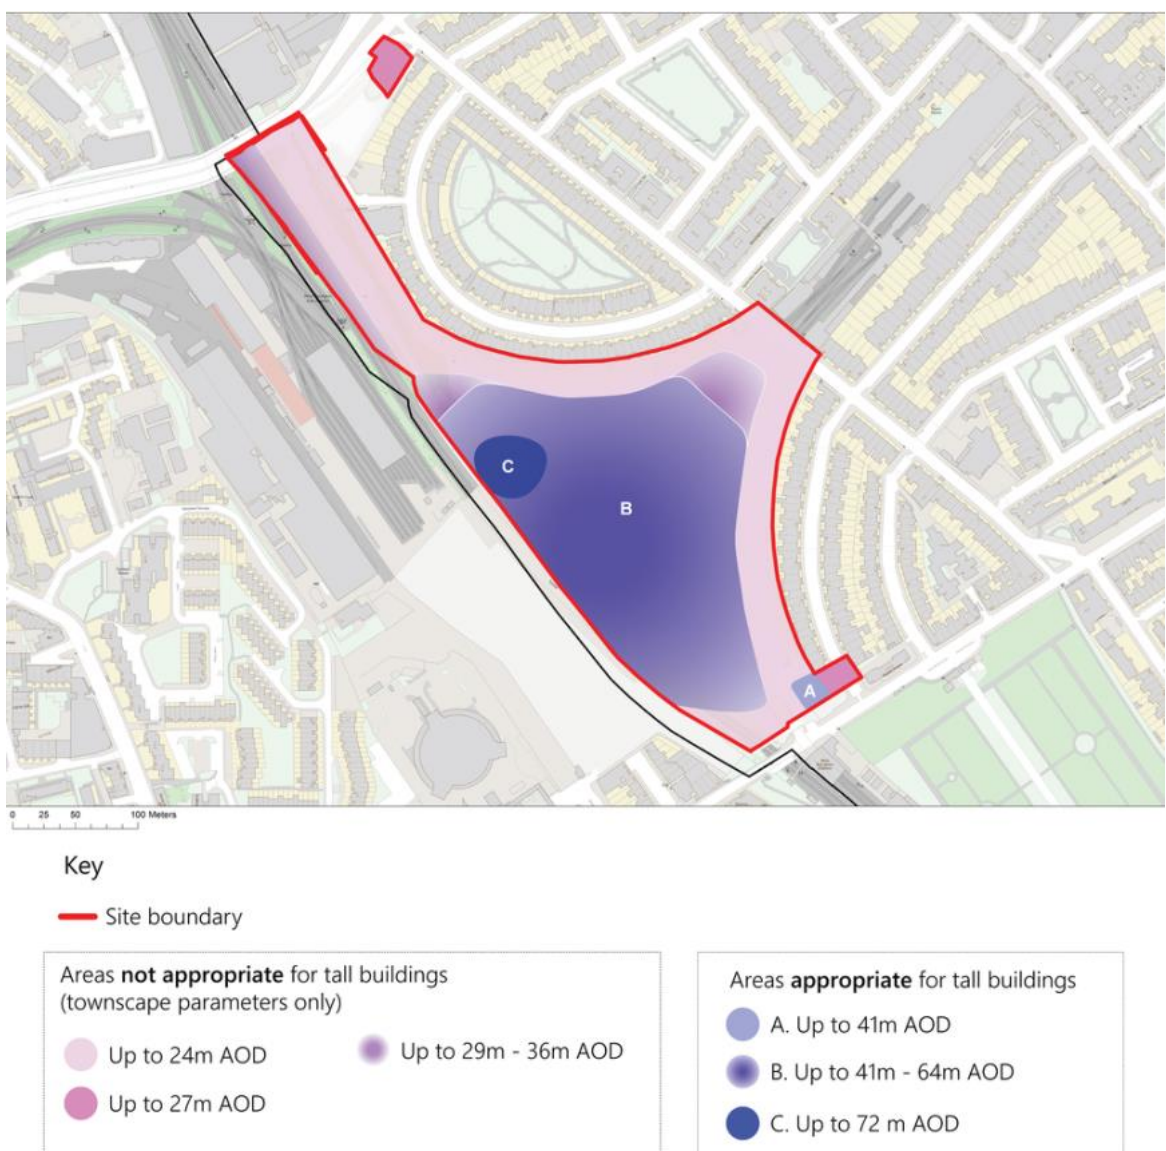 C
B
A
0 25 50 100 Meters
Key
Site boundary
Areas not appropriate for tall buildings
(townscape parameters only)
Up to 24m AOD
Up to 29m - 36m AOD
Up to 27m AOD
Areas appropriate for tall buildings
A. Up to 41m AOD
B. Up to 41m - 64m AOD
C. Up to 72 m AOD